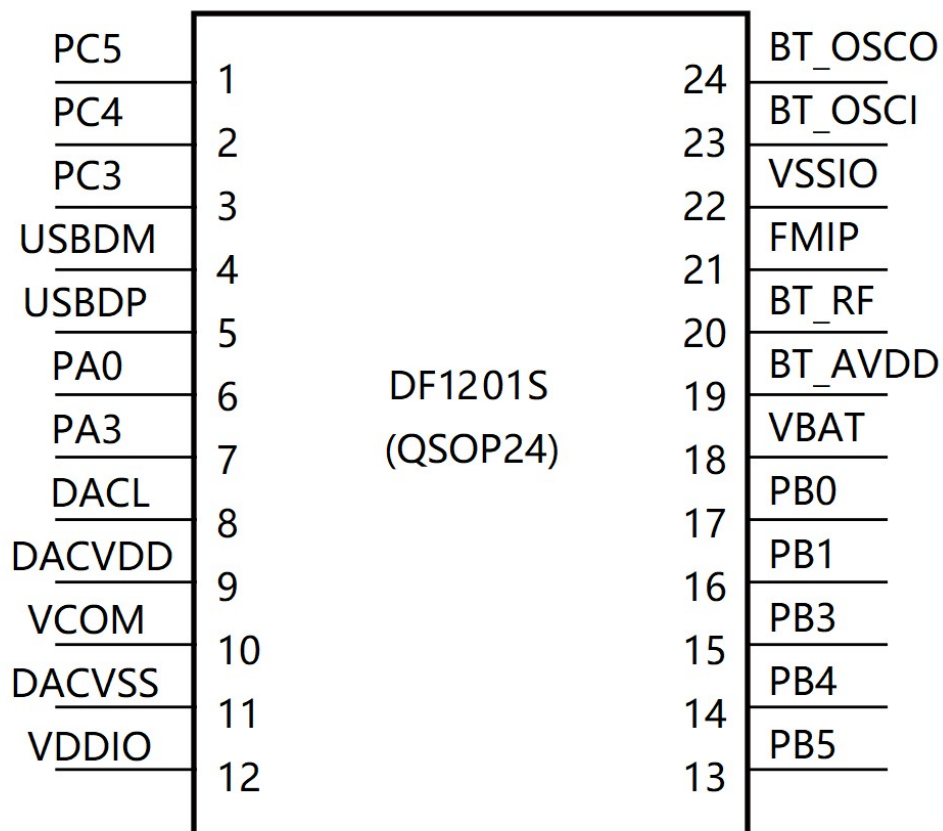 PC5 1 24 BT_OSCO
PC4 2 23 BT_OSCI
PC3 3 22 VSSIO
USBDM 4 21 FMIP
USBDP 5 20 BT_RF
PA0 6 19 BT_AVDD
PA3 7 18 VBAT
DACL 8 17 PB0
DACVDD 9 16 PB1
VCOM 10 15 PB3
DACVSS 11 14 PB4
VDDIO 12 13 PB5
DF1201S
(QSOP24)